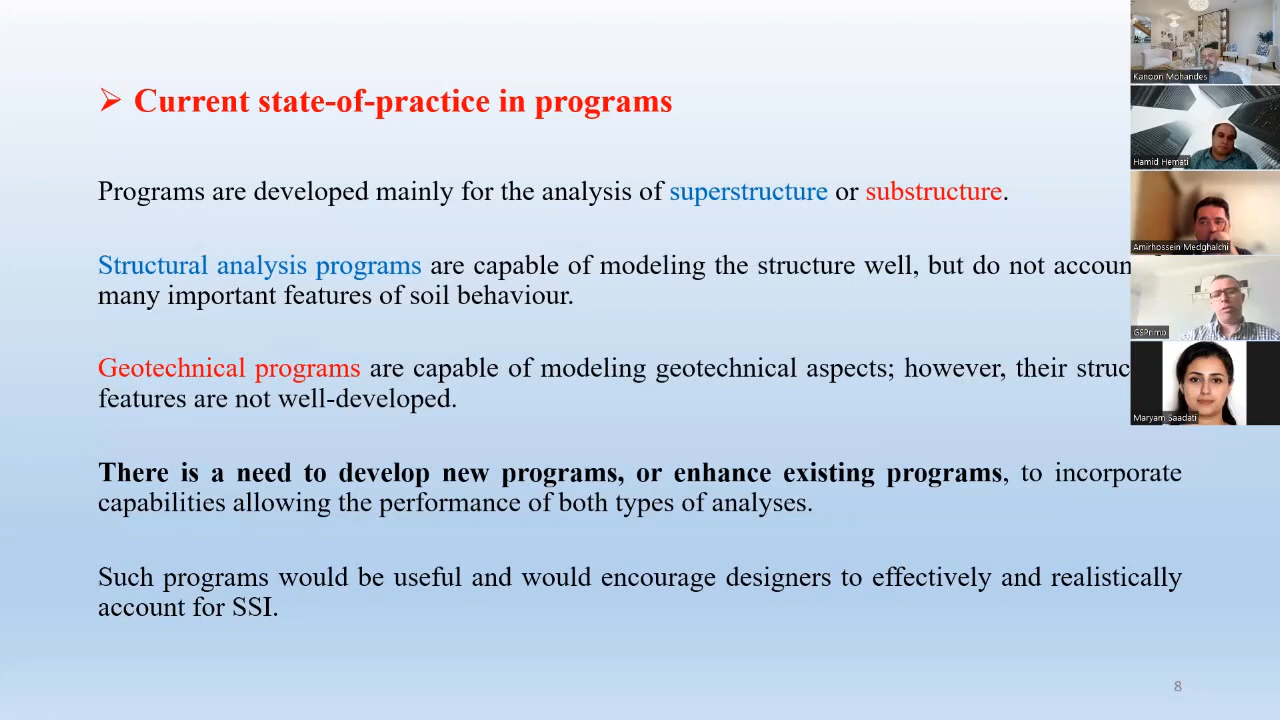 ➢ Current state-of-practice in programs
Programs are developed mainly for the analysis of superstructure or substructure.
Structural analysis programs are capable of modeling the structure well, but do not
many important features of soil behaviour.
Geotechnical programs are capable of modeling geotechnical aspects; however, their
features are not well-developed.
There is a need to develop new programs, or enhance existing programs, to incorporate
capabilities allowing the performance of both types of analyses.
Such programs would be useful and would encourage designers to effectively and realistically
account for SSI.
8
Kanoon Mohandes
Hamid Hemati
Amirhossein Medghalchi
GSPrimo
Maryam Saadati